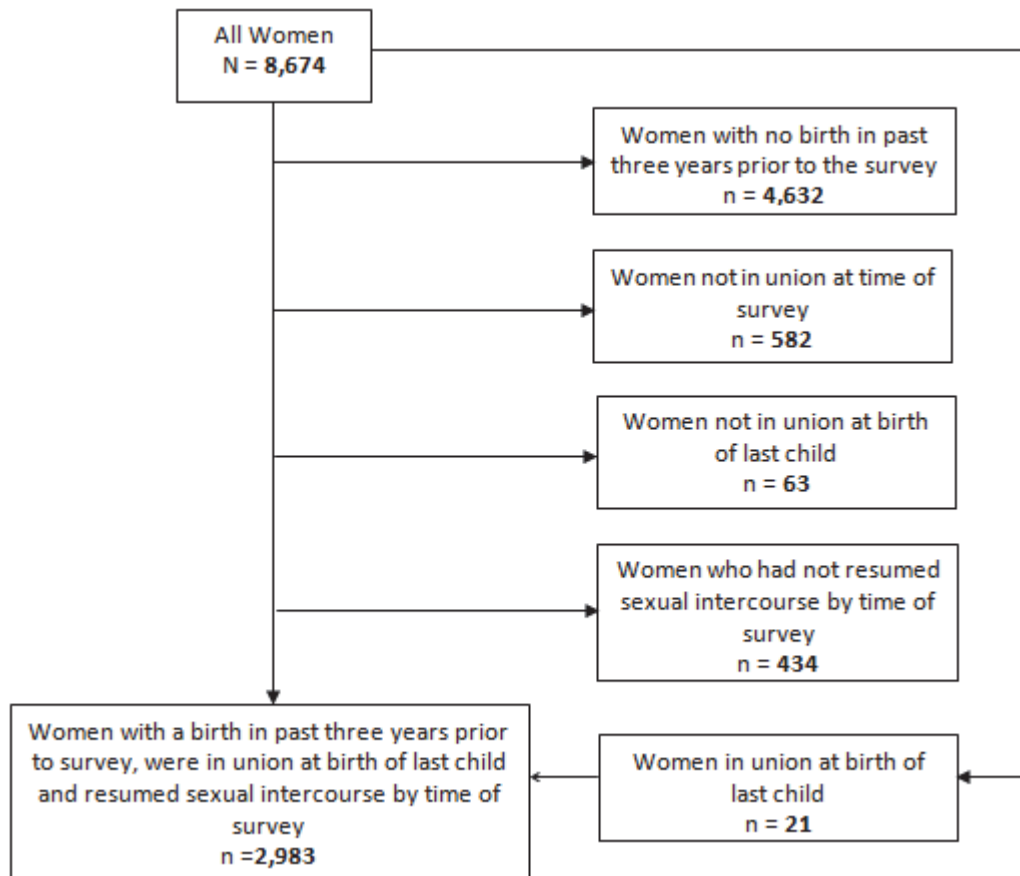 All Women
N = 8,674
Women with no birth in past
three years prior to the survey
n = 4,632
Women not in union at time of
survey
n = 582
Women not in union at birth
of last child
n = 63
Women who had not resumed
sexual intercourse by time of
survey
n = 434
Women with a birth in past three years prior
to survey, were in union at birth of last child
and resumed sexual intercourse by time of
survey
n =2,983
Women in union at birth of
last child
n = 21